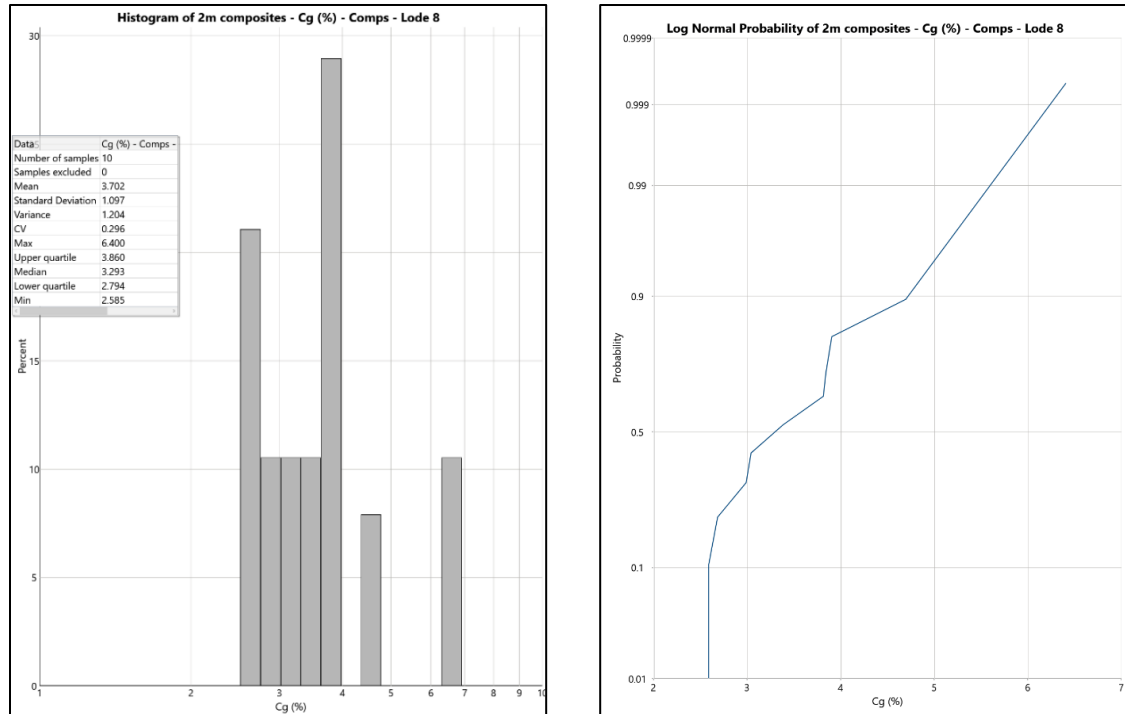 Histogram of 2m composites - Cg (%) - Comps - Lode 8
30
Data Cg (%) - Comps -
Number of samples 10
Samples excluded 0
Mean 3.702
Standard Deviation 1.097
Variance 1.204
CV 0.296
Max 6.400
Upper quartile 3.860
Median 3.293
Lower quartile 2.794
Min 2.585
Percent
15
10
5
0
1 2 3 4 5 6 7 8 9 10
Cg (%)
Log Normal Probability of 2m composites - Cg (%) - Comps - Lode 8
0.9999
0.999
0.99
0.9
Probability
0.5
0.1
0.01
2 3 4 5 6 7
Cg (%)